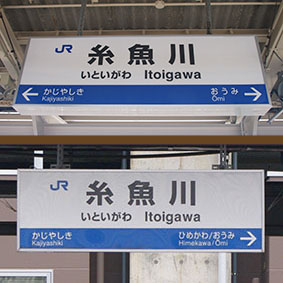 JR
糸魚川
いといがわ Itoigawa
← かじやしき おうみ →
Kajiyashiki Ōmi
JR
糸魚川
いといがわ Itoigawa
かじやしき ひめかわ/おうみ →
Kajiyashiki Himekawa/Ōmi